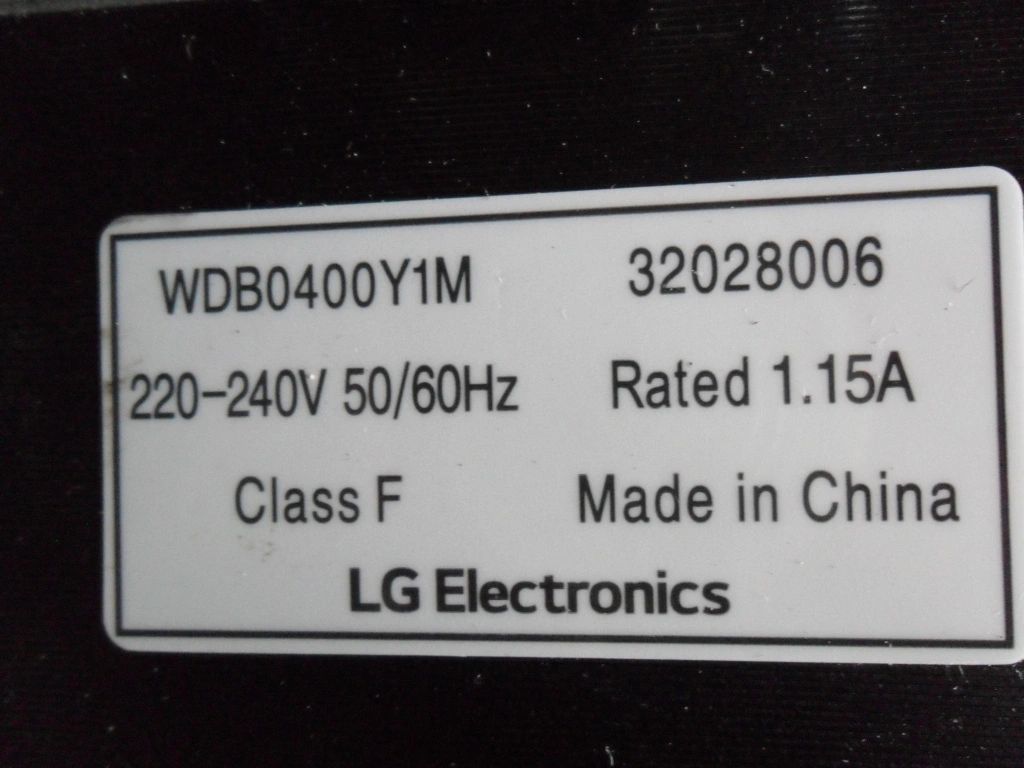 WDB0400Y1M 32028006
220-240V 50/60Hz Rated 1.15A
Class F Made in China
LG Electronics